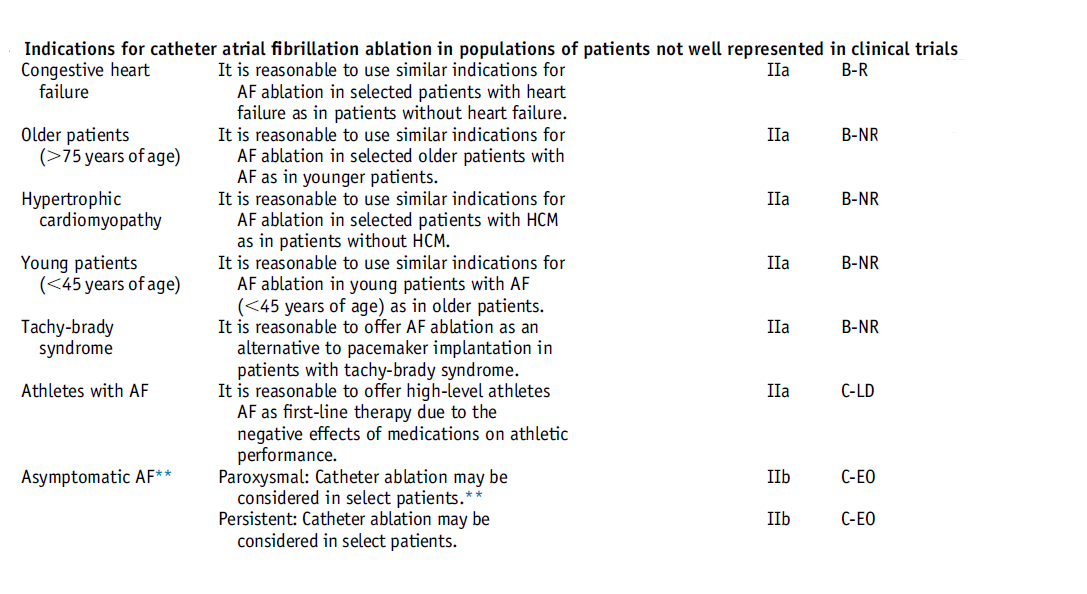 Indications for catheter atrial fibrillation ablation in populations of patients not well represented in clinical trials
Congestive heart It is reasonable to use similar indications for IIa B-R
failure AF ablation in selected patients with heart
failure as in patients without heart failure.
Older patients It is reasonable to use similar indications for IIa B-NR
(>75 years of age) AF ablation in selected older patients with
AF as in younger patients.
Hypertrophic It is reasonable to use similar indications for IIa B-NR
cardiomyopathy AF ablation in selected patients with HCM
as in patients without HCM.
Young patients It is reasonable to use similar indications for IIa B-NR
(<45 years of age) AF ablation in young patients with AF
(<45 years of age) as in older patients.
Tachy-brady It is reasonable to offer AF ablation as an IIa B-NR
syndrome alternative to pacemaker implantation in
patients with tachy-brady syndrome.
Athletes with AF It is reasonable to offer high-level athletes IIa C-LD
AF as first-line therapy due to the
negative effects of medications on athletic
performance.
Asymptomatic AF** Paroxysmal: Catheter ablation may be IIb C-EO
considered in select patients.**
Persistent: Catheter ablation may be IIb C-EO
considered in select patients.